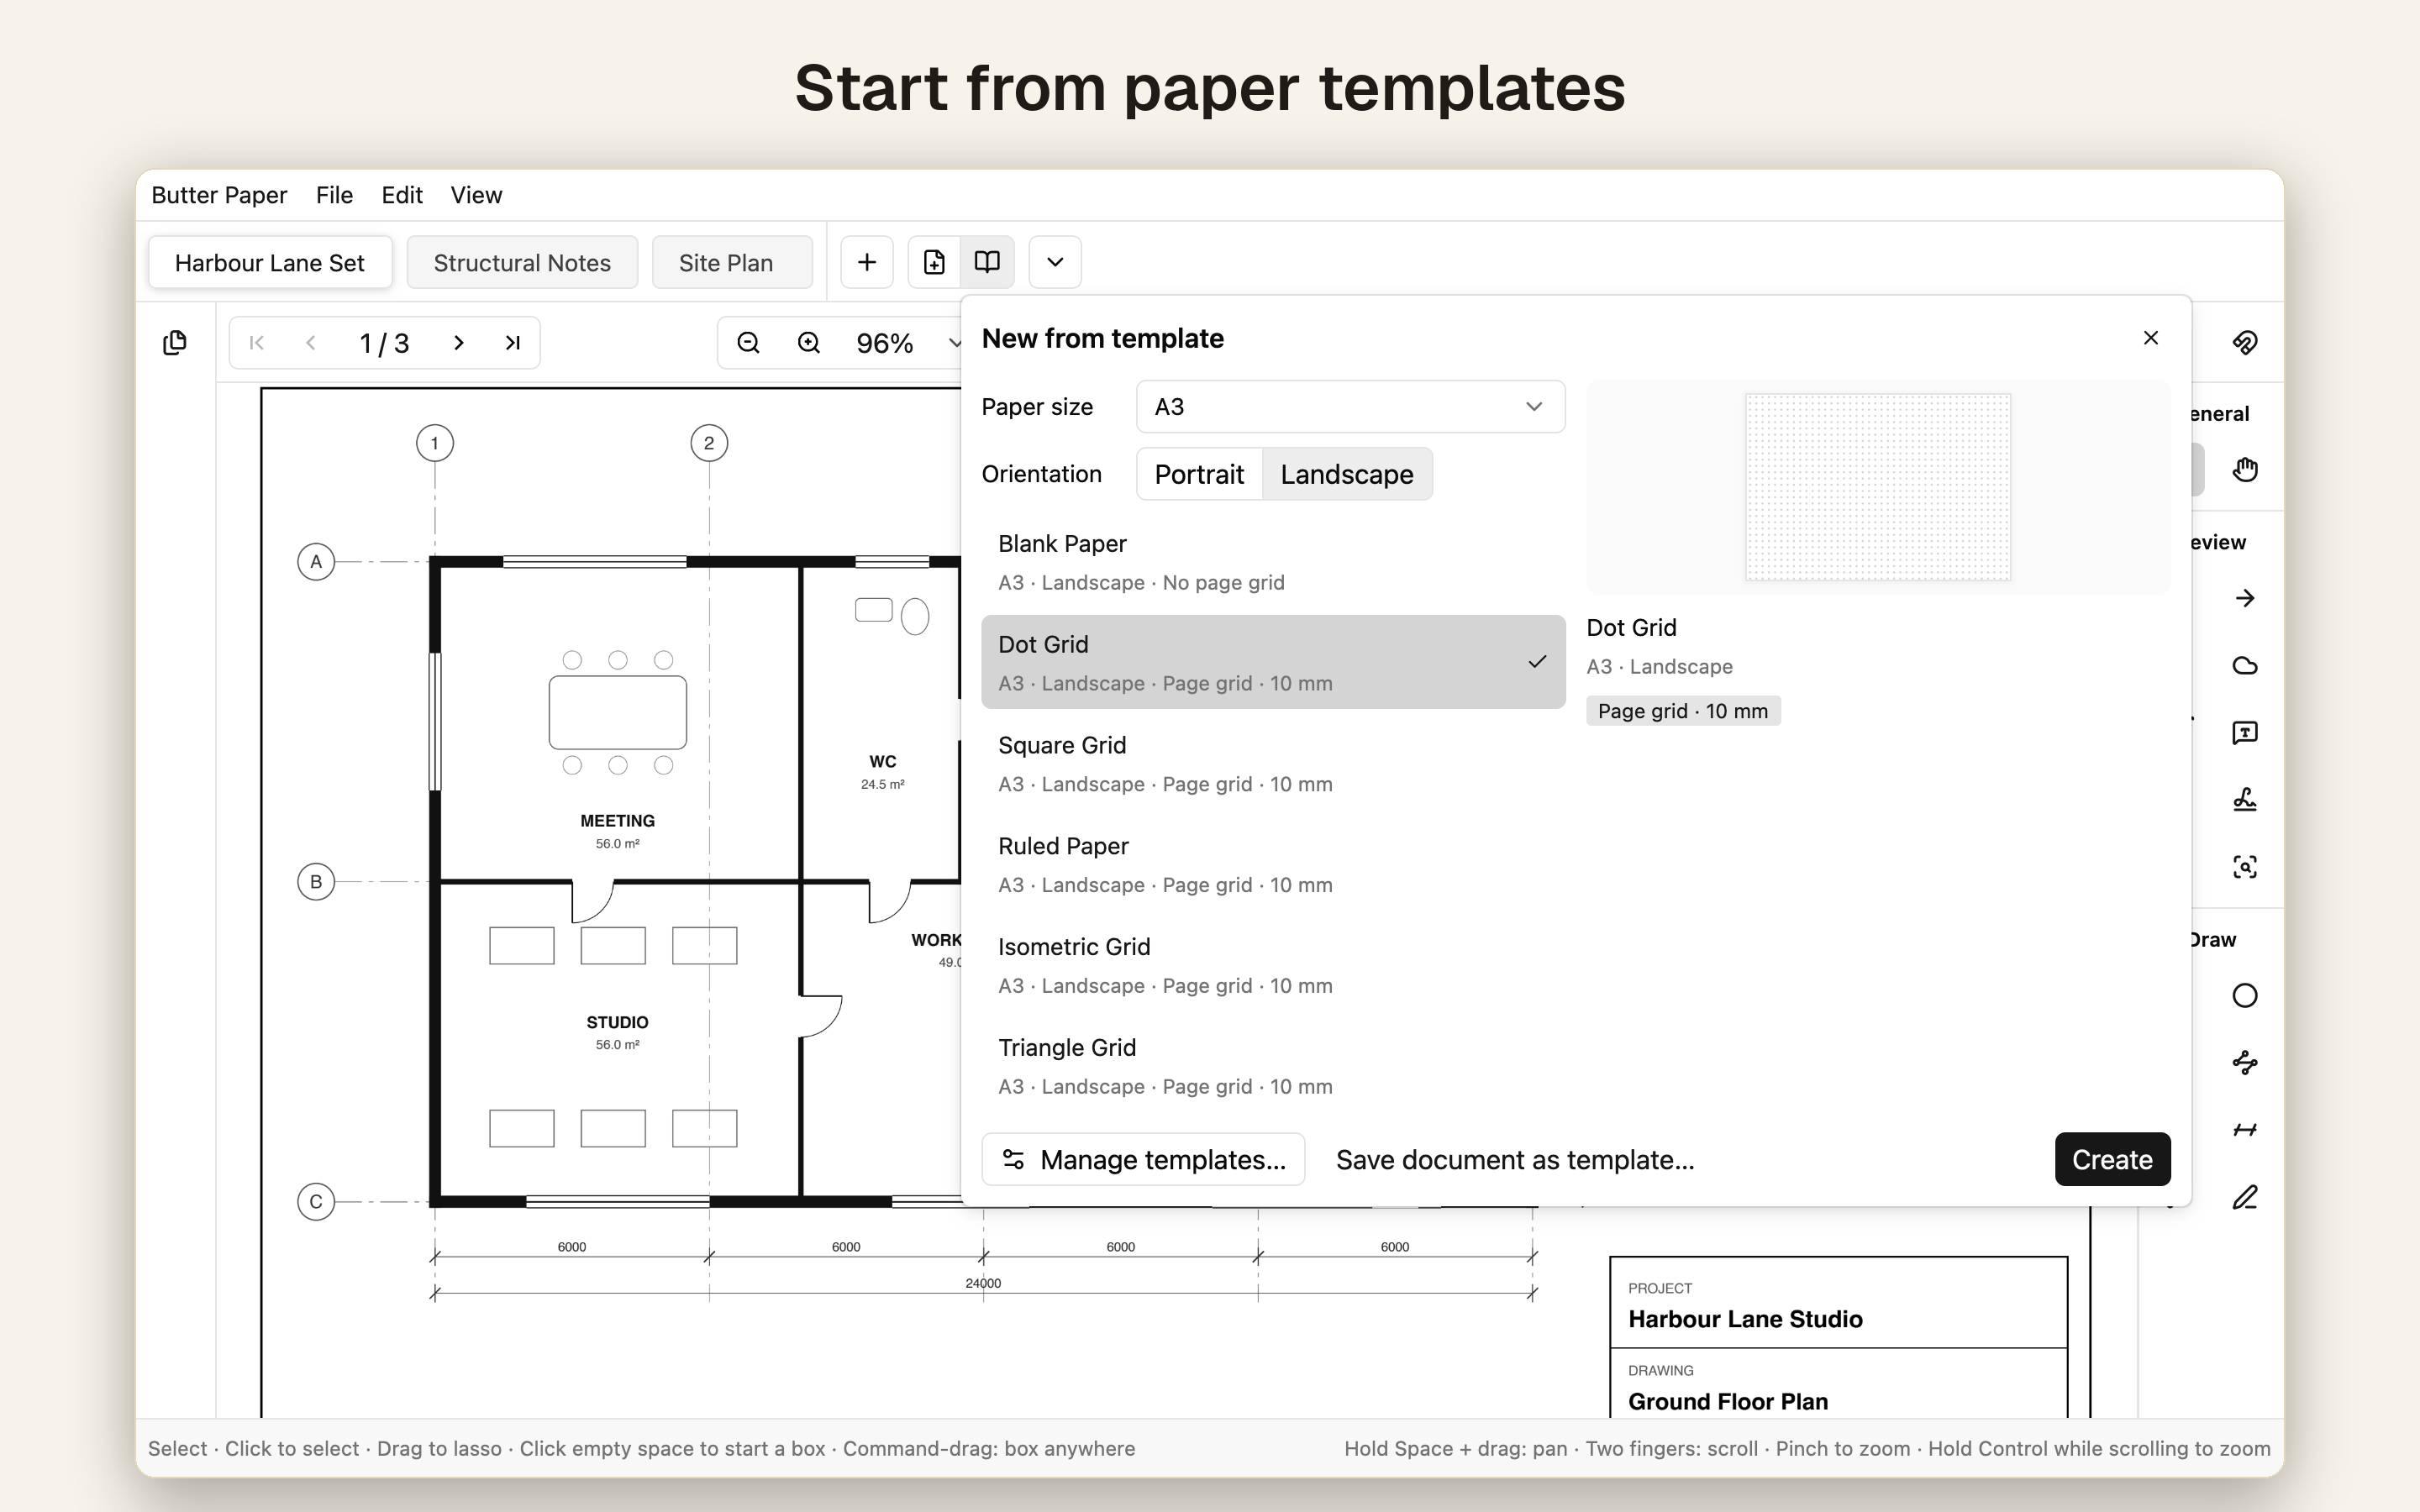 Start from paper templates
Butter Paper File Edit View
Harbour Lane Set Structural Notes Site Plan
1 / 3 96%
New from template
Paper size A3
Orientation Portrait Landscape
Blank Paper
A3 · Landscape · No page grid
Dot Grid
A3 · Landscape · Page grid · 10 mm
Square Grid
A3 · Landscape · Page grid · 10 mm
Ruled Paper
A3 · Landscape · Page grid · 10 mm
Isometric Grid
A3 · Landscape · Page grid · 10 mm
Triangle Grid
A3 · Landscape · Page grid · 10 mm
Dot Grid
A3 · Landscape
Page grid · 10 mm
Manage templates... Save document as template... Create
eneral
eview
Draw
1 2
A
B
C
MEETING
56.0 m²
WC
24.5 m²
WORK
49.0
STUDIO
56.0 m²
6000 6000 6000 6000
24000
PROJECT
Harbour Lane Studio
DRAWING
Ground Floor Plan
Select · Click to select · Drag to lasso · Click empty space to start a box · Command-drag: box anywhere
Hold Space + drag: pan · Two fingers: scroll · Pinch to zoom · Hold Control while scrolling to zoom